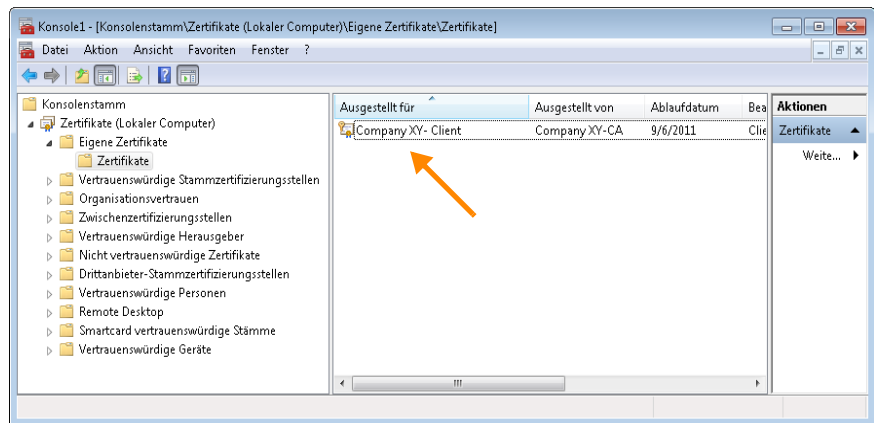 Konsole1 - [Konsolenstamm\Zertifikate (Lokaler Computer)\Eigene Zertifikate\Zertifikate]
Datei Aktion Ansicht Favoriten Fenster ?
Konsolenstamm
Zertifikate (Lokaler Computer)
Eigene Zertifikate
Zertifikate
Vertrauenswürdige Stammzertifizierungsstellen
Organisationsvertrauen
Zwischenzertifizierungsstellen
Vertrauenswürdige Herausgeber
Nicht vertrauenswürdige Zertifikate
Drittanbieter-Stammzertifizierungsstellen
Vertrauenswürdige Personen
Remote Desktop
Smartcard vertrauenswürdige Stämme
Vertrauenswürdige Geräte
Ausgestellt für Ausgestellt von Ablaufdatum Bea
Company XY- Client Company XY-CA 9/6/2011 Clie
Aktionen
Zertifikate
Weite...